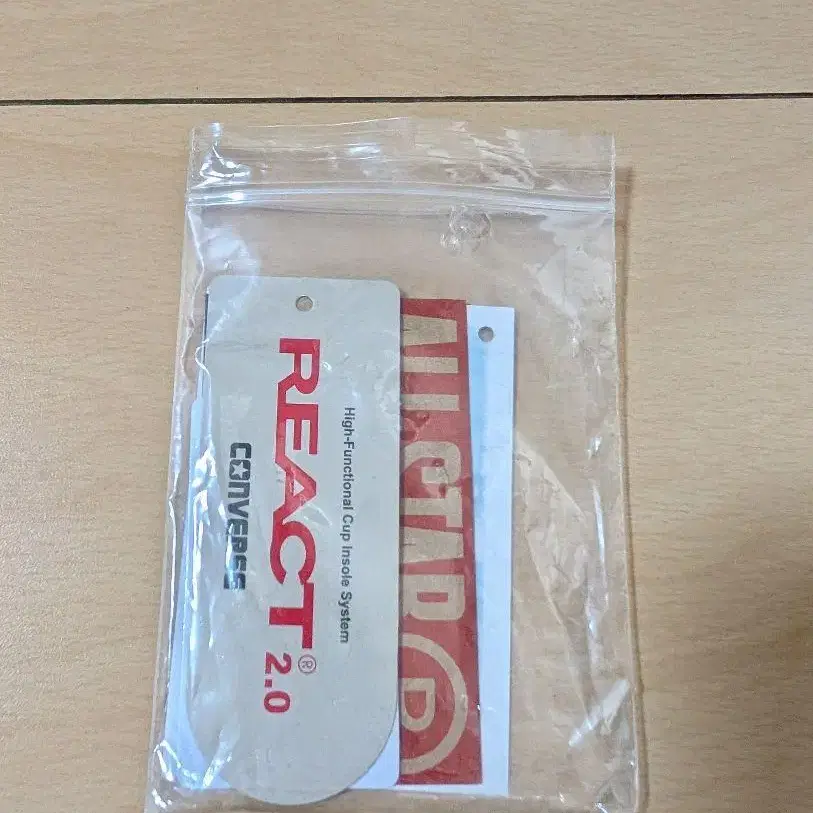 High-Functional Cup Insole System
REACT® 2.0
CONVERSE
ALL STAR
R